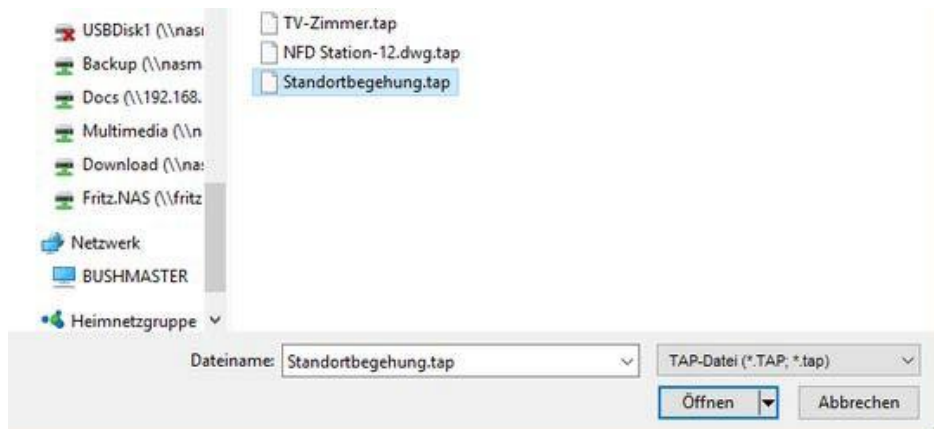 USBDisk1 (\\nas
Backup (\\nasm
Docs (\\192.168.
Multimedia (\\n
Download (\\na
Fritz.NAS (\\fritz
Netzwerk
BUSHMASTER
Heimnetzgruppe
TV-Zimmer.tap
NFD Station-12.dwg.tap
Standortbegehung.tap
Dateiname: Standortbegehung.tap
TAP-Datei (*.TAP; *.tap)
Öffnen Abbrechen